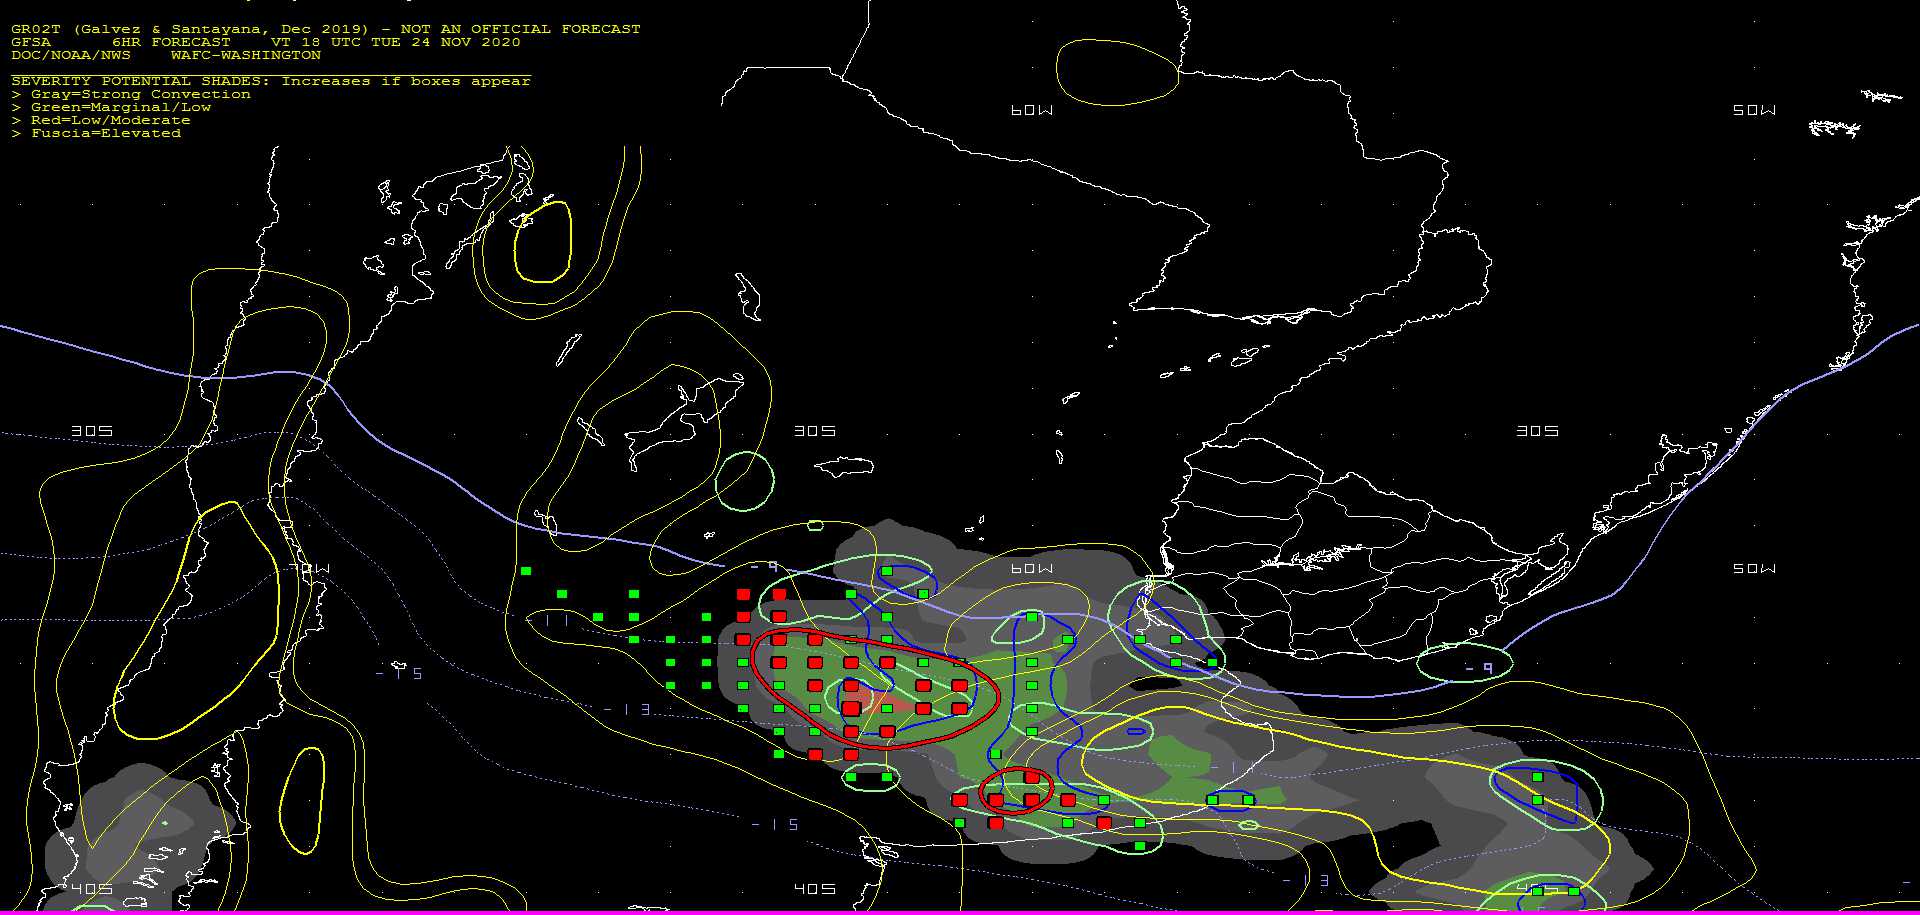 GR02T (Galvez & Santayana, Dec 2019) - NOT AN OFFICIAL FORECAST
GFSA 6HR FORECAST VT 18 UTC TUE 24 NOV 2020
DOC/NOAA/NWS WAFC-WASHINGTON
SEVERITY POTENTIAL SHADES: Increases if boxes appear
> Gray=Strong Convection
> Green=Marginal/Low
> Red=Low/Moderate
> Fuscia=Elevated
60W
50W
30S
30S
30S
-9
60W
50W
-11
-9
-15
-13
-15
-13
40S
40S